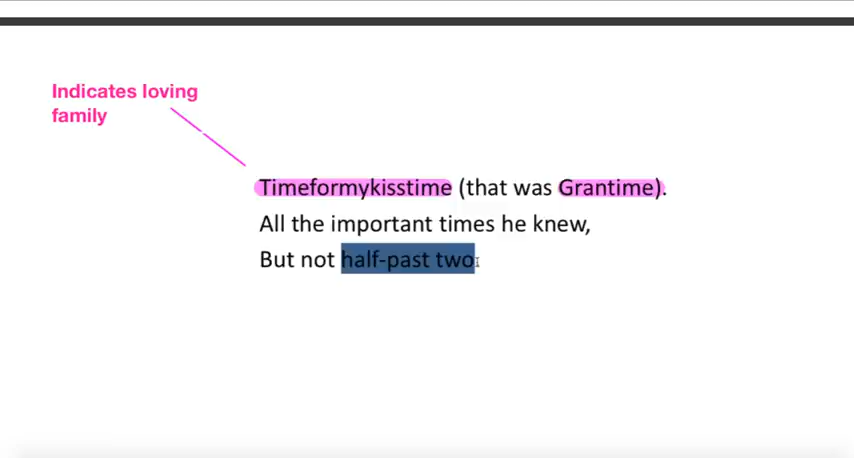 Indicates loving
family
Timeformykisstime (that was Grantime).
All the important times he knew,
But not half-past two